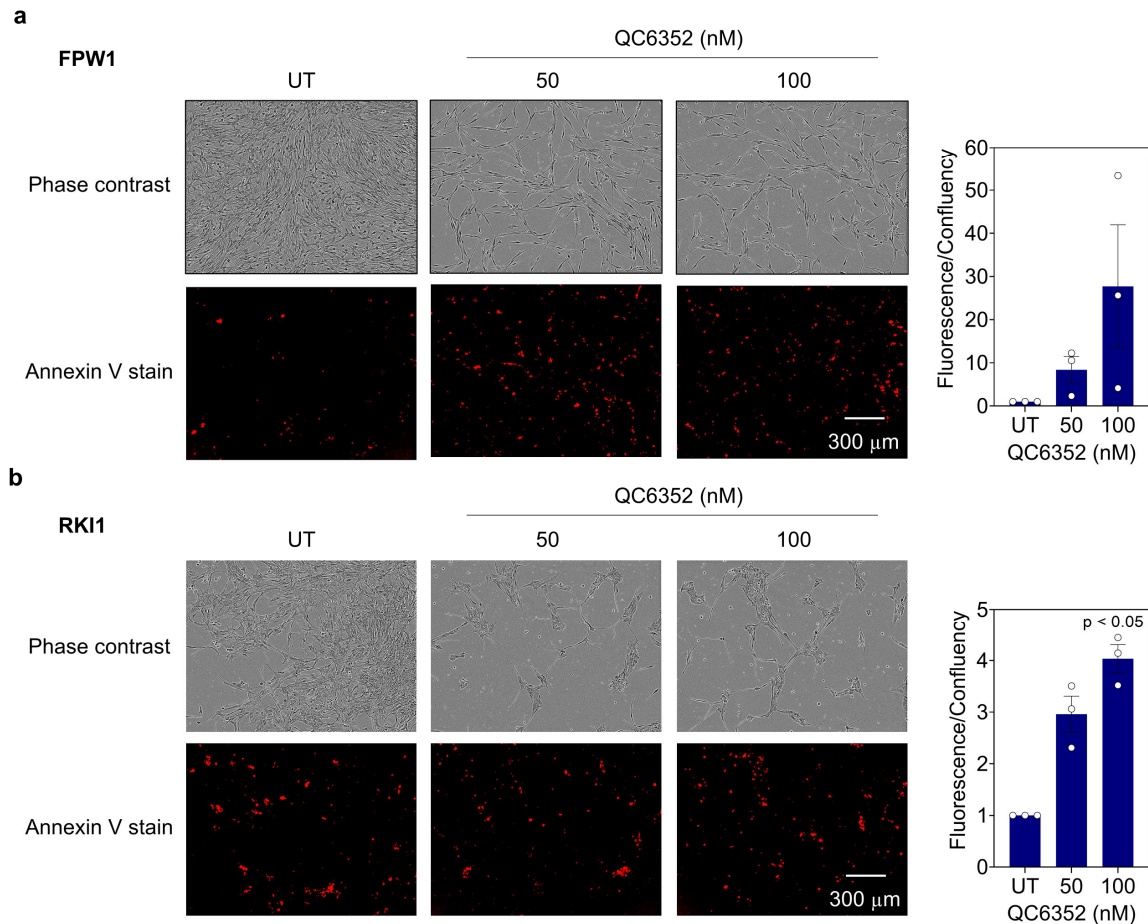 a
FPW1
QC6352 (nM)
UT
50
100
Phase contrast
Annexin V stain
300 μm
Fluorescence/Confluency
60
50
40
30
20
10
0
UT 50 100
QC6352 (nM)
b
RKI1
QC6352 (nM)
UT
50
100
Phase contrast
Annexin V stain
300 μm
Fluorescence/Confluency
5
4
3
2
1
0
p < 0.05
UT 50 100
QC6352 (nM)